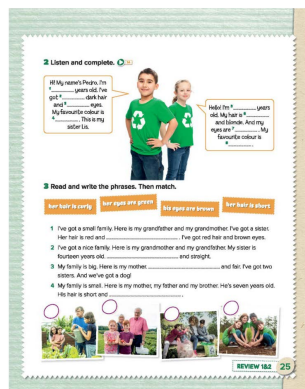 2 Listen and complete.
Hi! My name's Pedro. I'm
1 years old. I've
got 2 dark hair
and 3 eyes.
My favourite colour is
4 . This is my
sister Lis.
Hello! I'm 5 years
old. My hair is 6
and blonde. And my
eyes are 7 . My
favourite colour is
8 .
3 Read and write the phrases. Then match.
her hair is curly
her eyes are green
his eyes are brown
her hair is short
1 I've got a small family. Here is my grandfather and my grandmother. I've got a sister.
Her hair is red and . I've got red hair and brown eyes.
2 I've got a nice family. Here is my grandmother and my grandfather. My sister is
fourteen years old. and straight.
3 My family is big. Here is my mother, and fair. I've got two
sisters. And we've got a dog!
4 My family is small. Here is my mother, my father and my brother. He's seven years old.
His hair is short and .
REVIEW 1&2 25